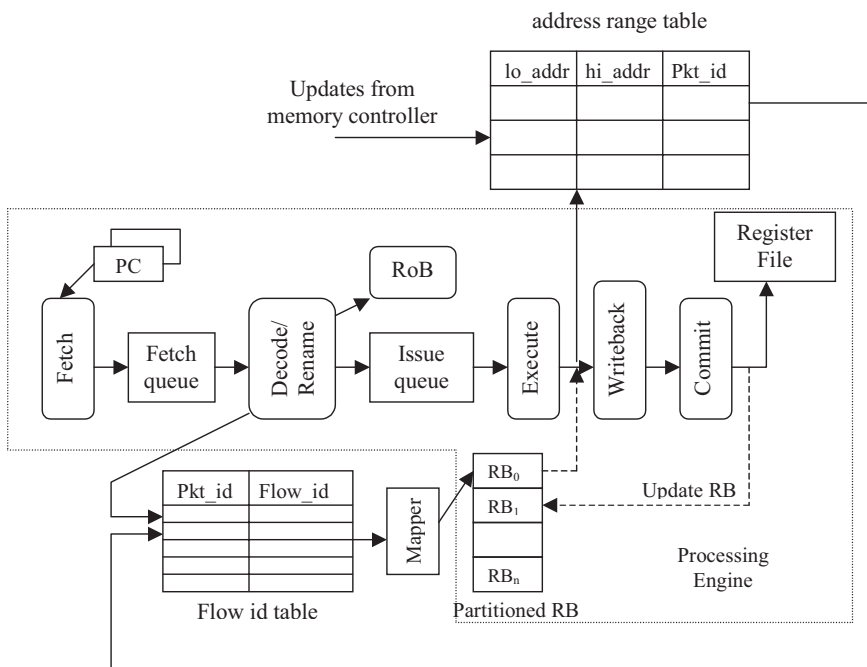 address range table
lo_addr hi_addr Pkt_id
Updates from
memory controller
Register
File
PC
RoB
Fetch
Fetch
queue
Decode/
Rename
Issue
queue
Execute
Writeback
Commit
Pkt_id Flow_id
Mapper
RB0
RB1
RBn
Update RB
Processing
Engine
Flow id table
Partitioned RB